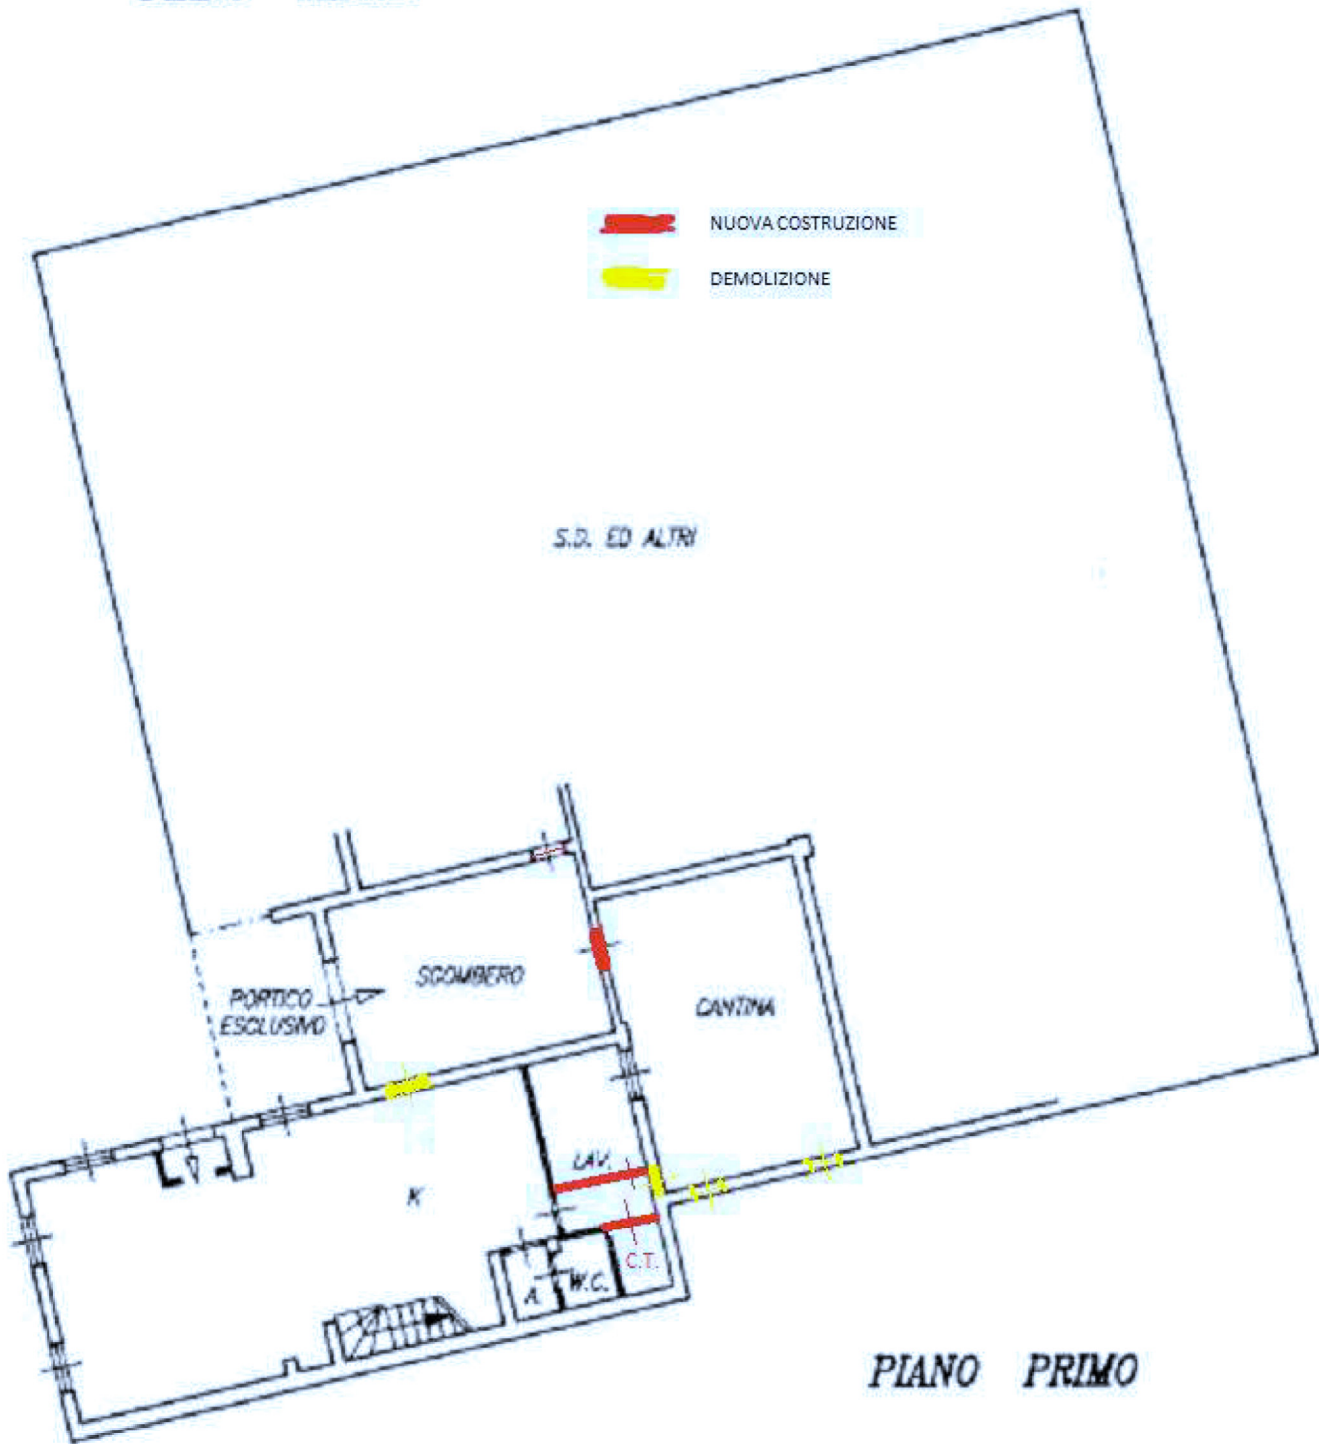 NUOVA COSTRUZIONE
DEMOLIZIONE
S.D. ED ALTRI
SGOMBERO
PORTICO
ESCLUSIVO
CANTINA
LAV.
K
C.T.
A.
W.C.
PIANO PRIMO